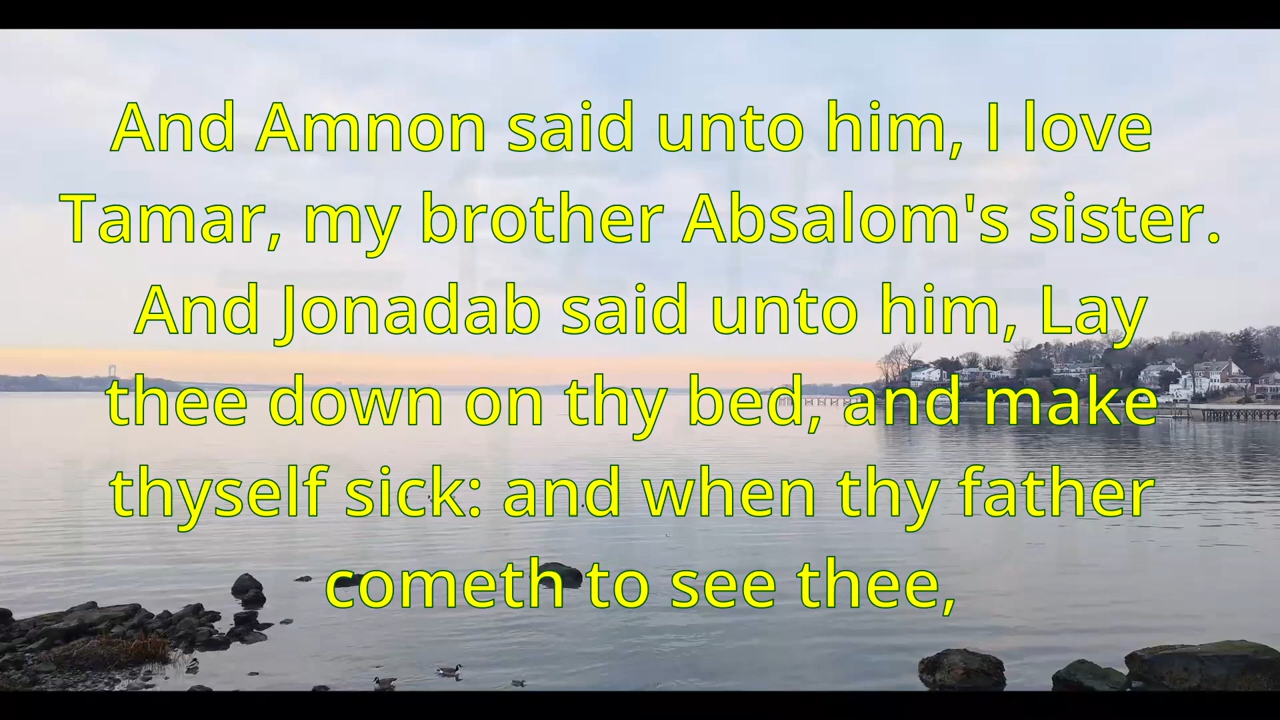 And Amnon said unto him, I love
Tamar, my brother Absalom's sister.
And Jonadab said unto him, Lay
thee down on thy bed, and make
thyself sick: and when thy father
cometh to see thee,